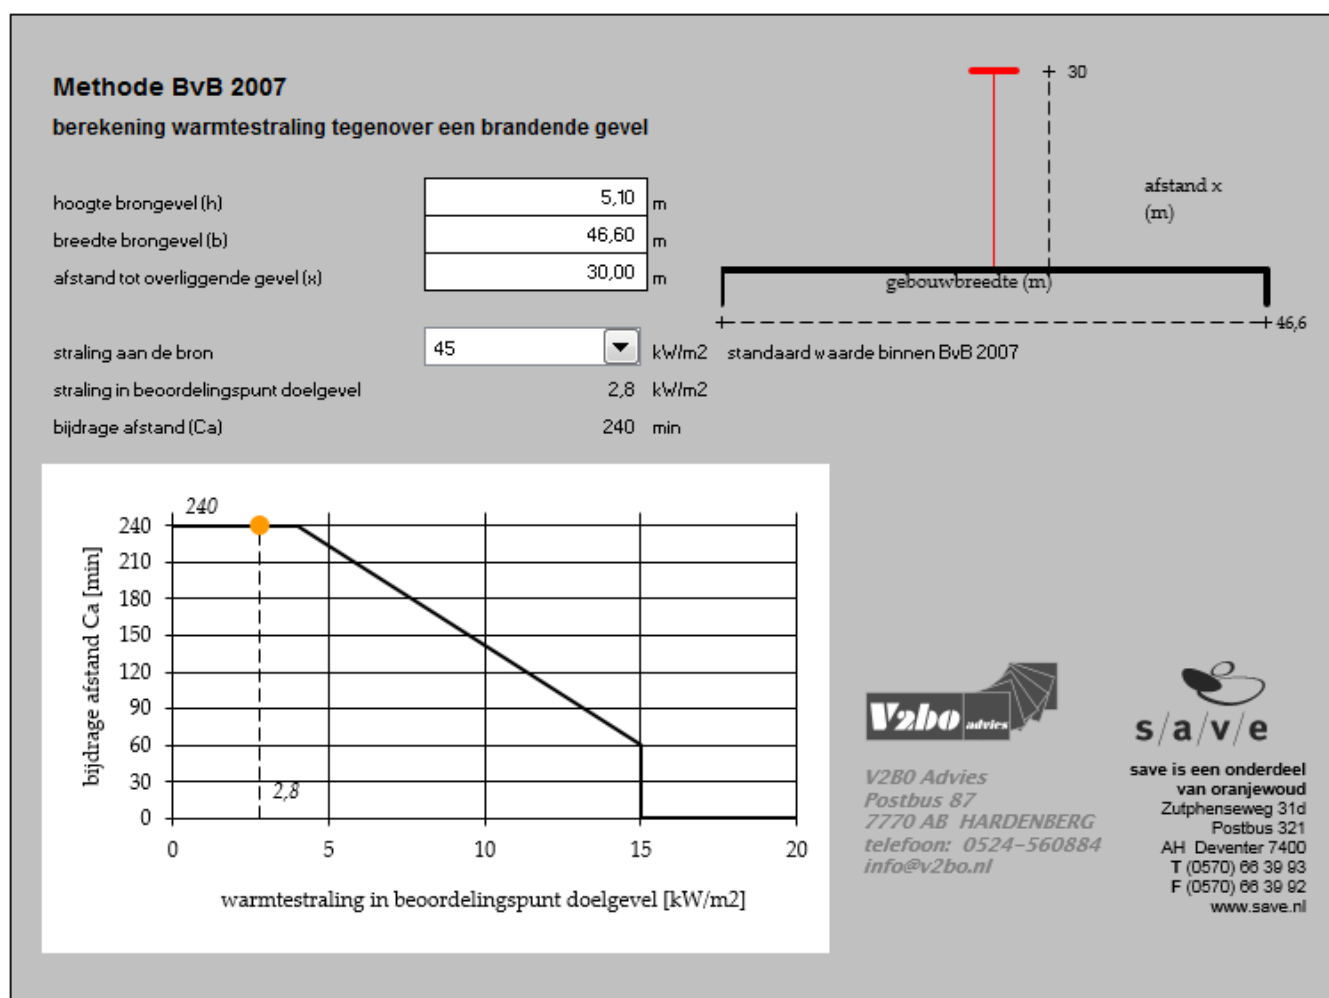 Methode BvB 2007
berekening warmtestraling tegenover een brandende gevel
30
afstand x
(m)
hoogte brongevel (h) 5,10 m
breedte brongevel (b) 46,60 m
afstand tot overliggende gevel (x) 30,00 m
gebouwbreedte (m)
46,6
straling aan de bron 45 kW/m2 standaard waarde binnen BvB 2007
straling in beoordelingspunt doelgevel 2,8 kW/m2
bijdrage afstand (Ca) 240 min
240
bijdrage afstand Ca [min]
240
210
180
150
120
90
60
30
0
2,8
0 5 10 15 20
warmtestraling in beoordelingspunt doelgevel [kW/m2]
V2bo advies
V2BO Advies
Postbus 87
7770 AB HARDENBERG
telefoon: 0524-560884
info@v2bo.nl
s/a/v/e
save is een onderdeel
van oranjewoud
Zutphenseweg 31d
Postbus 321
AH Deventer 7400
T (0570) 66 39 93
F (0570) 66 39 92
www.save.nl